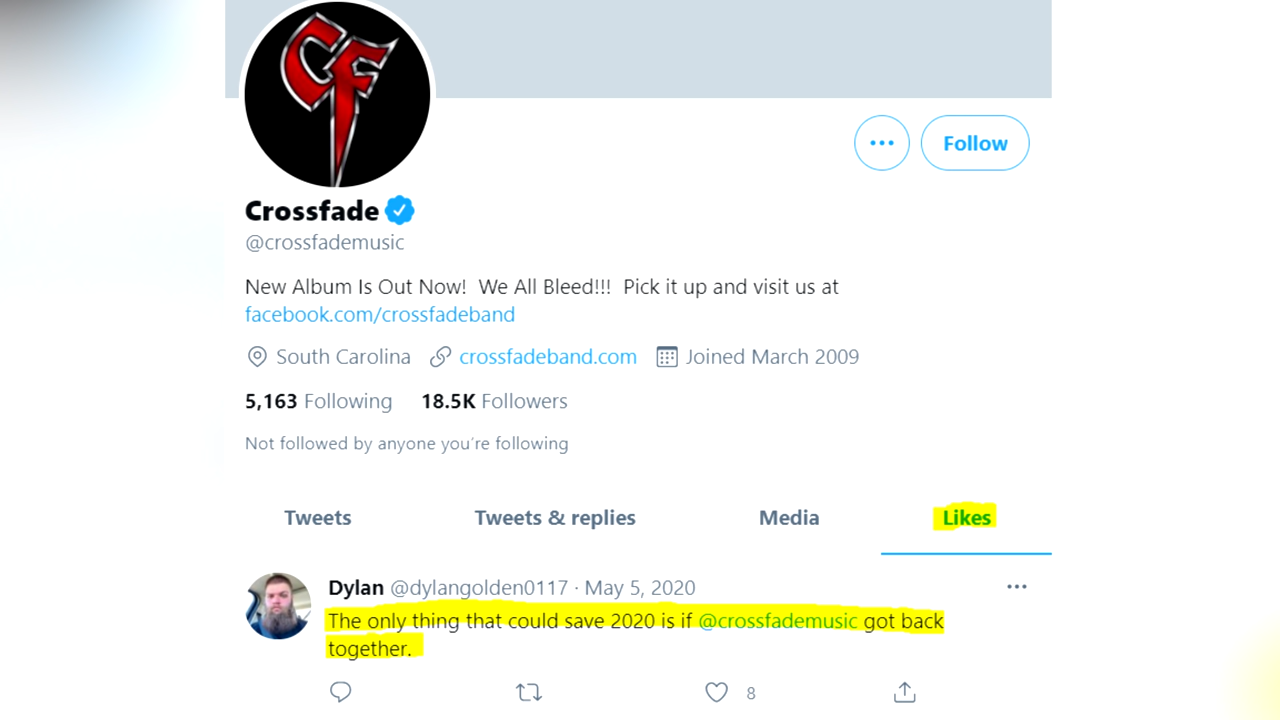 CF
Follow
Crossfade
@crossfademusic
New Album Is Out Now!  We All Bleed!!!  Pick it up and visit us at
facebook.com/crossfadeband
South Carolina crossfadeband.com Joined March 2009
5,163 Following 18.5K Followers
Not followed by anyone you're following
Tweets Tweets & replies Media Likes
Dylan @dylangolden0117 · May 5, 2020
The only thing that could save 2020 is if @crossfademusic got back
together.
8